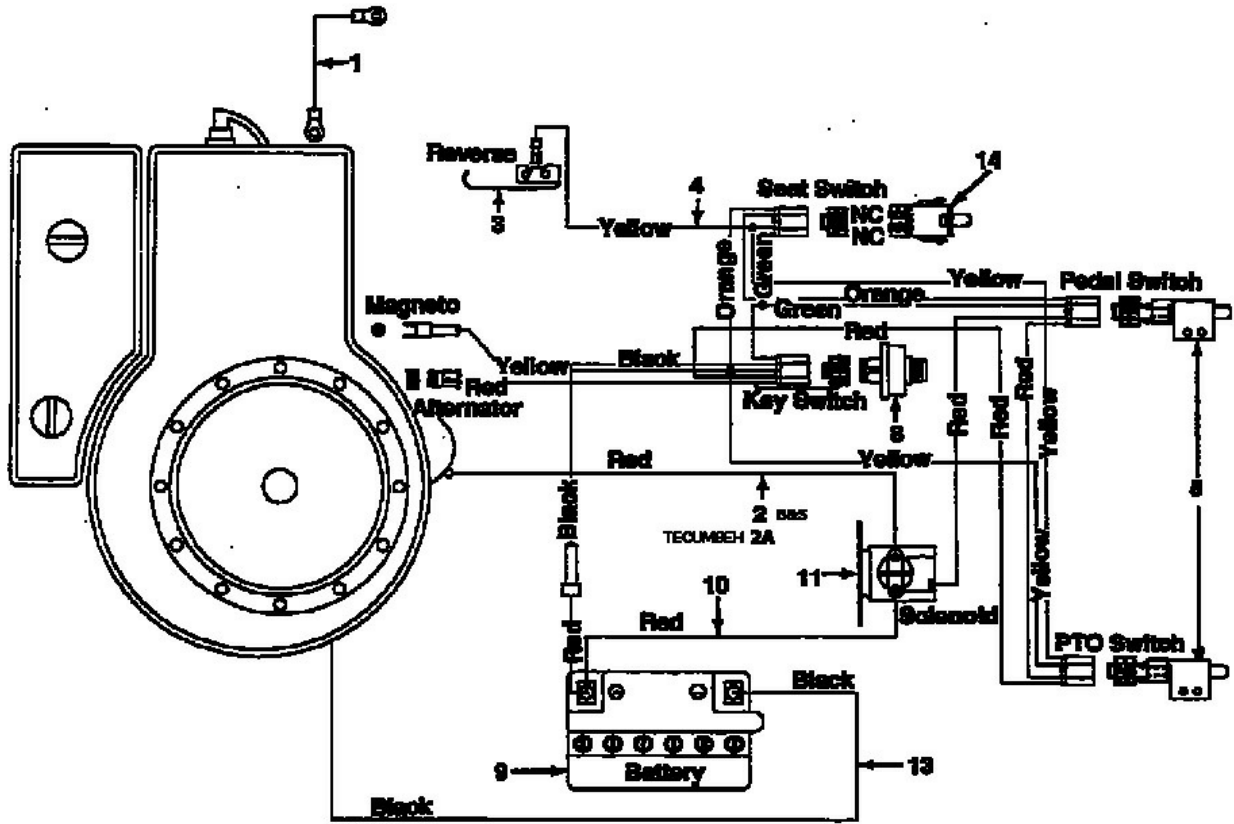 1
Reverse
14
4
Seat Switch
NC
NC
Yellow
Orange
Green
Yellow
Pedal Switch
Orange
Green
Magneto
Red
Black
Yellow
Red
Alternator
Key Switch
Red
Red
Red
Yellow
Red
Yellow
Black
2 B&S
TECUMSEH 2A
Yellow
11
10
Solenoid
Red
Red
PTO Switch
Black
9
Battery
13
Black